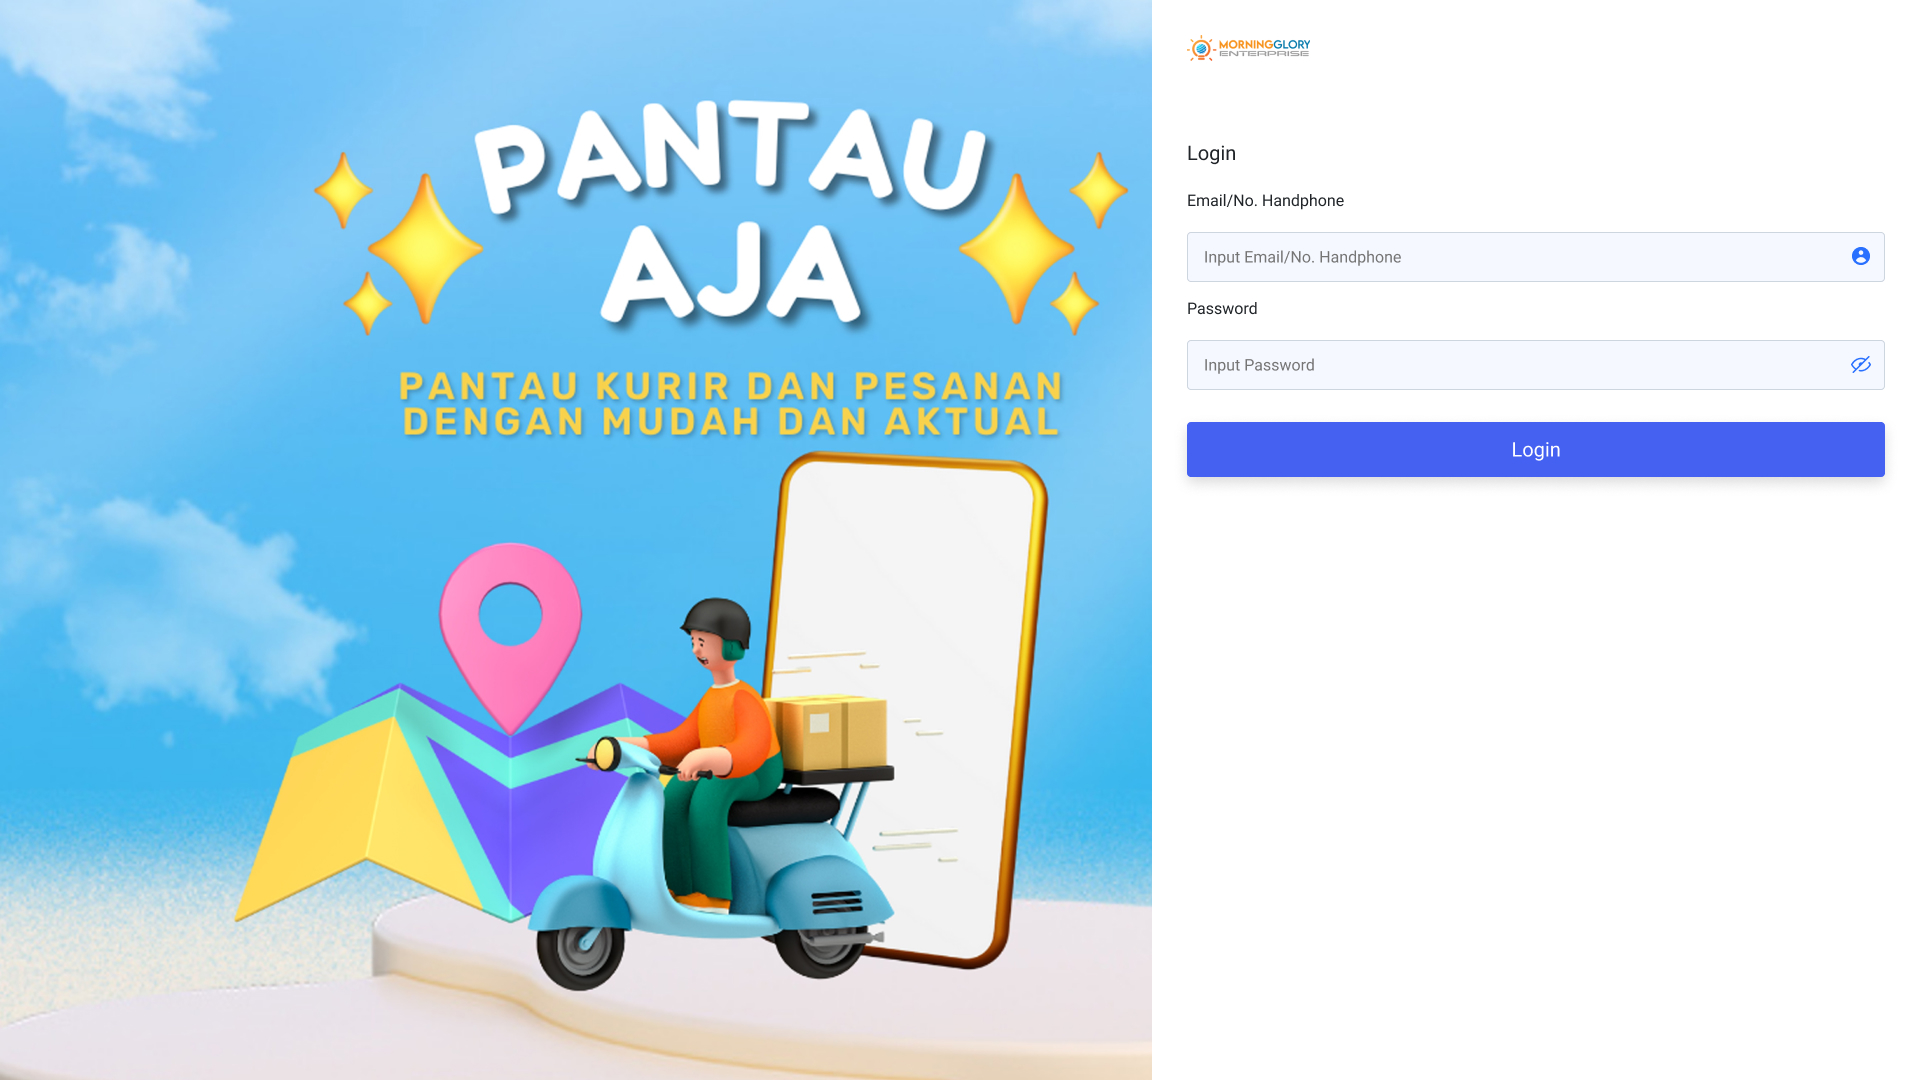 PANTAU
AJA
PANTAU KURIR DAN PESANAN
DENGAN MUDAH DAN AKTUAL
MORNINGGLORY
ENTERPRISE
Login
Email/No. Handphone
Input Email/No. Handphone
Password
Input Password
Login